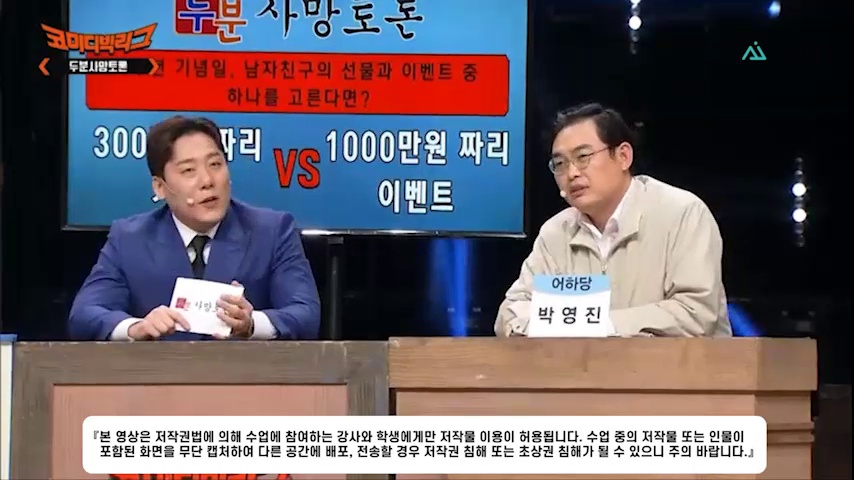 코미디빅리그
두분사망토론
두분 사망토론
기념일, 남자친구의 선물과 이벤트 중
하나를 고른다면?
300 짜리
VS
1000만원 짜리
이벤트
두분 사망토론
어하당
박영진
『본 영상은 저작권법에 의해 수업에 참여하는 강사와 학생에게만 저작물 이용이 허용됩니다. 수업 중의 저작물 또는 인물이
포함된 화면을 무단 캡처하여 다른 공간에 배포, 전송할 경우 저작권 침해 또는 초상권 침해가 될 수 있으니 주의 바랍니다.』